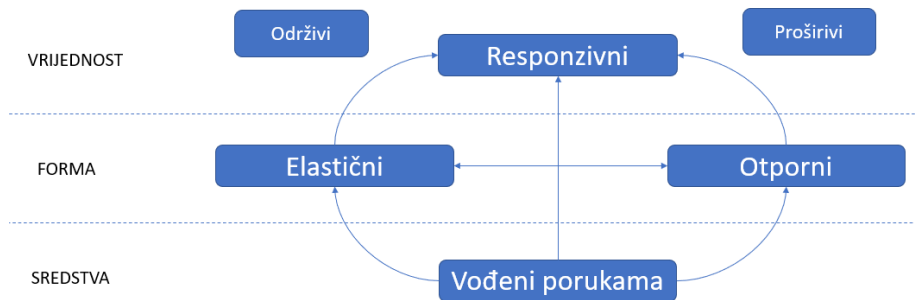 Održivi
Proširivi
VRIJEDNOST
Responzivni
FORMA
Elastični
Otporni
SREDSTVA
Vođeni porukama